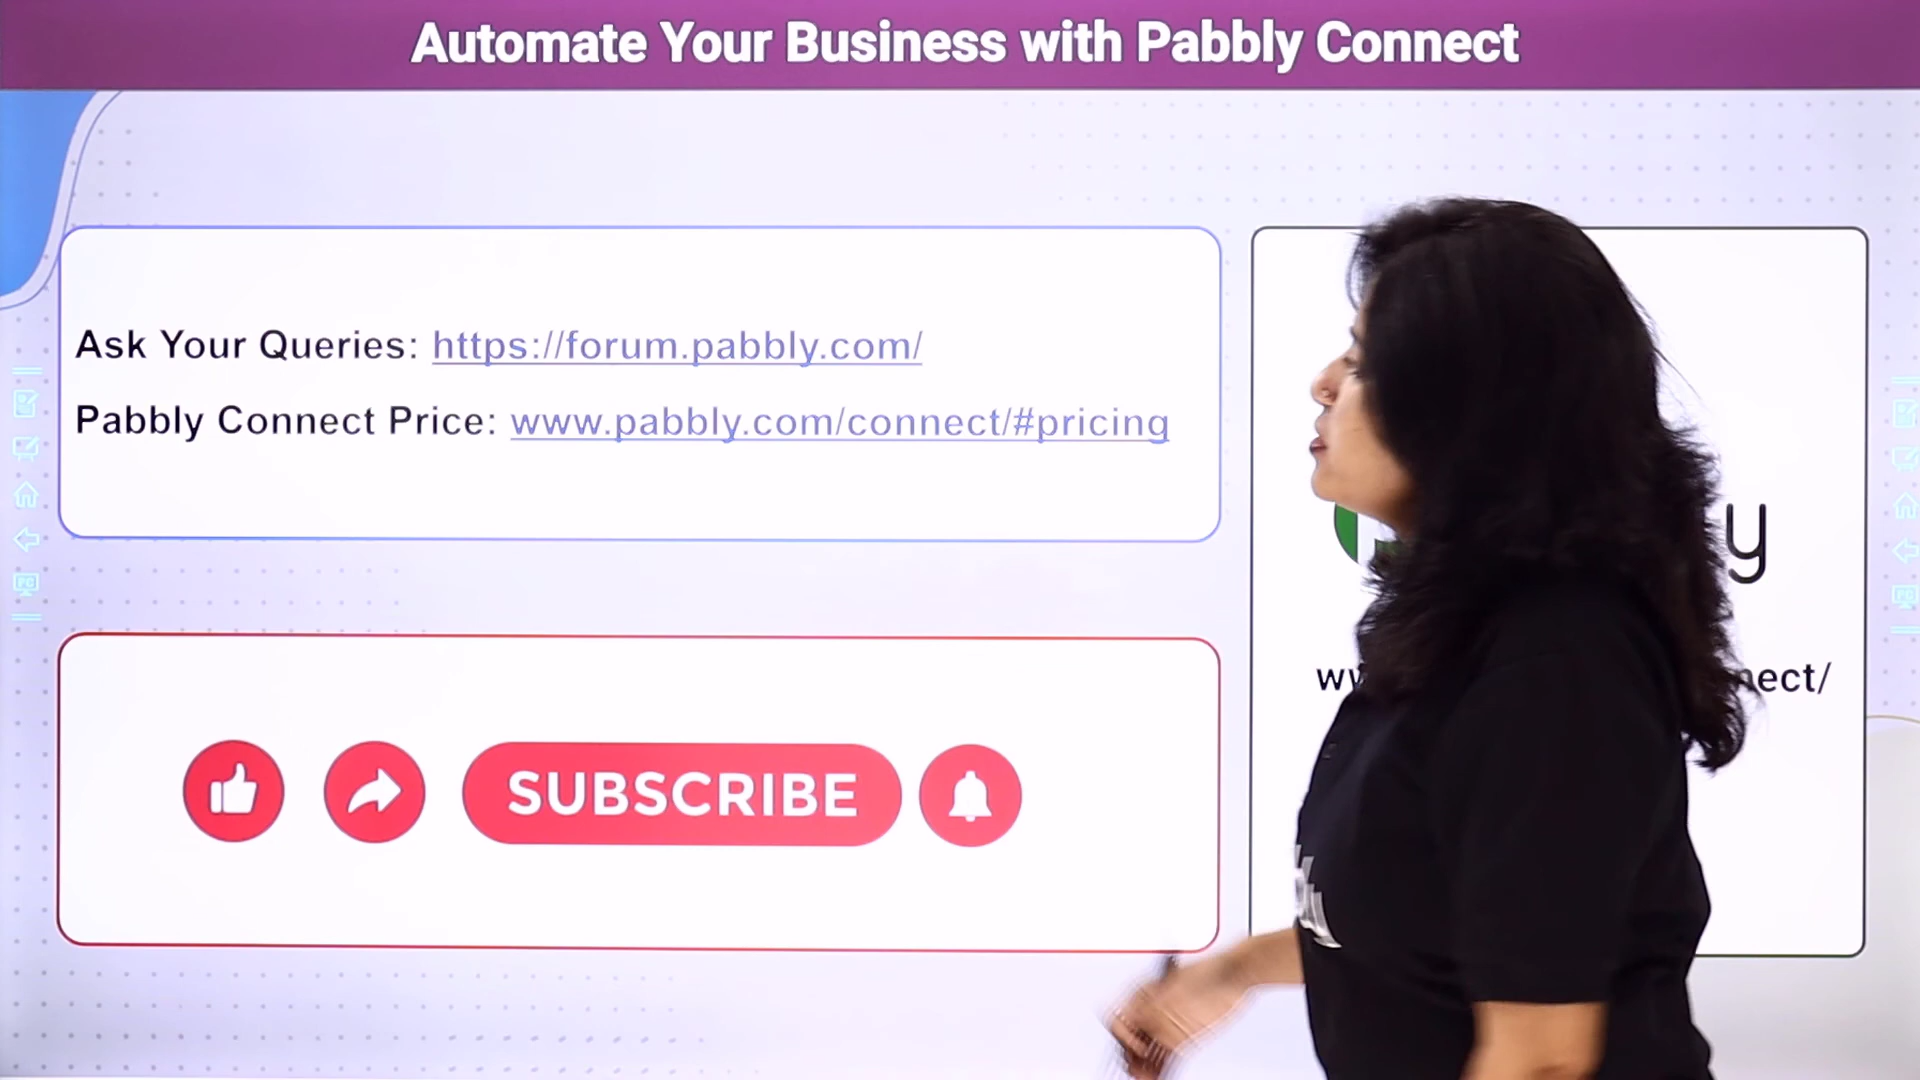 Automate Your Business with Pabbly Connect
Ask Your Queries: https://forum.pabbly.com/
Pabbly Connect Price: www.pabbly.com/connect/#pricing
SUBSCRIBE